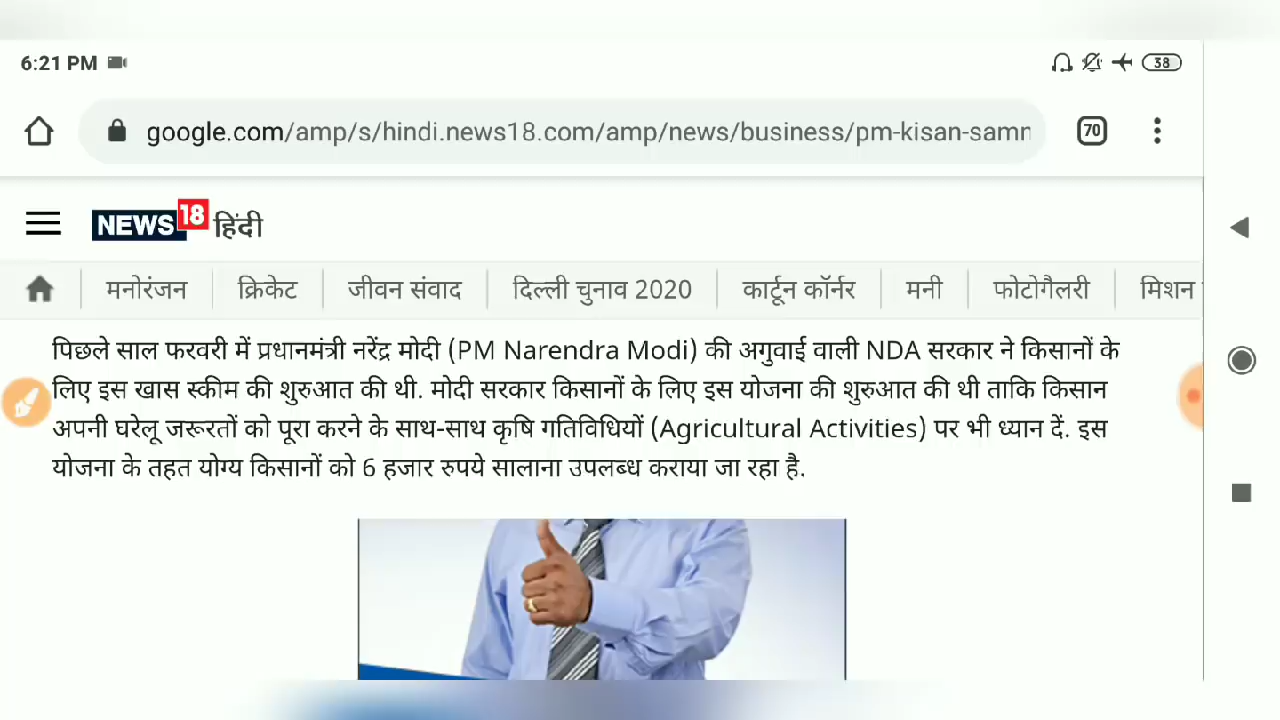 6:21 PM
38
google.com/amp/s/hindi.news18.com/amp/news/business/pm-kisan-samr
70
NEWS 18 हिंदी
मनोरंजन क्रिकेट जीवन संवाद दिल्ली चुनाव 2020 कार्टून कॉर्नर मनी फोटोगैलरी मिशन
पिछले साल फरवरी में प्रधानमंत्री नरेंद्र मोदी (PM Narendra Modi) की अगुवाई वाली NDA सरकार ने किसानों के
लिए इस खास स्कीम की शुरुआत की थी. मोदी सरकार किसानों के लिए इस योजना की शुरुआत की थी ताकि किसान
अपनी घरेलू जरूरतों को पूरा करने के साथ-साथ कृषि गतिविधियों (Agricultural Activities) पर भी ध्यान दें. इस
योजना के तहत योग्य किसानों को 6 हजार रुपये सालाना उपलब्ध कराया जा रहा है.